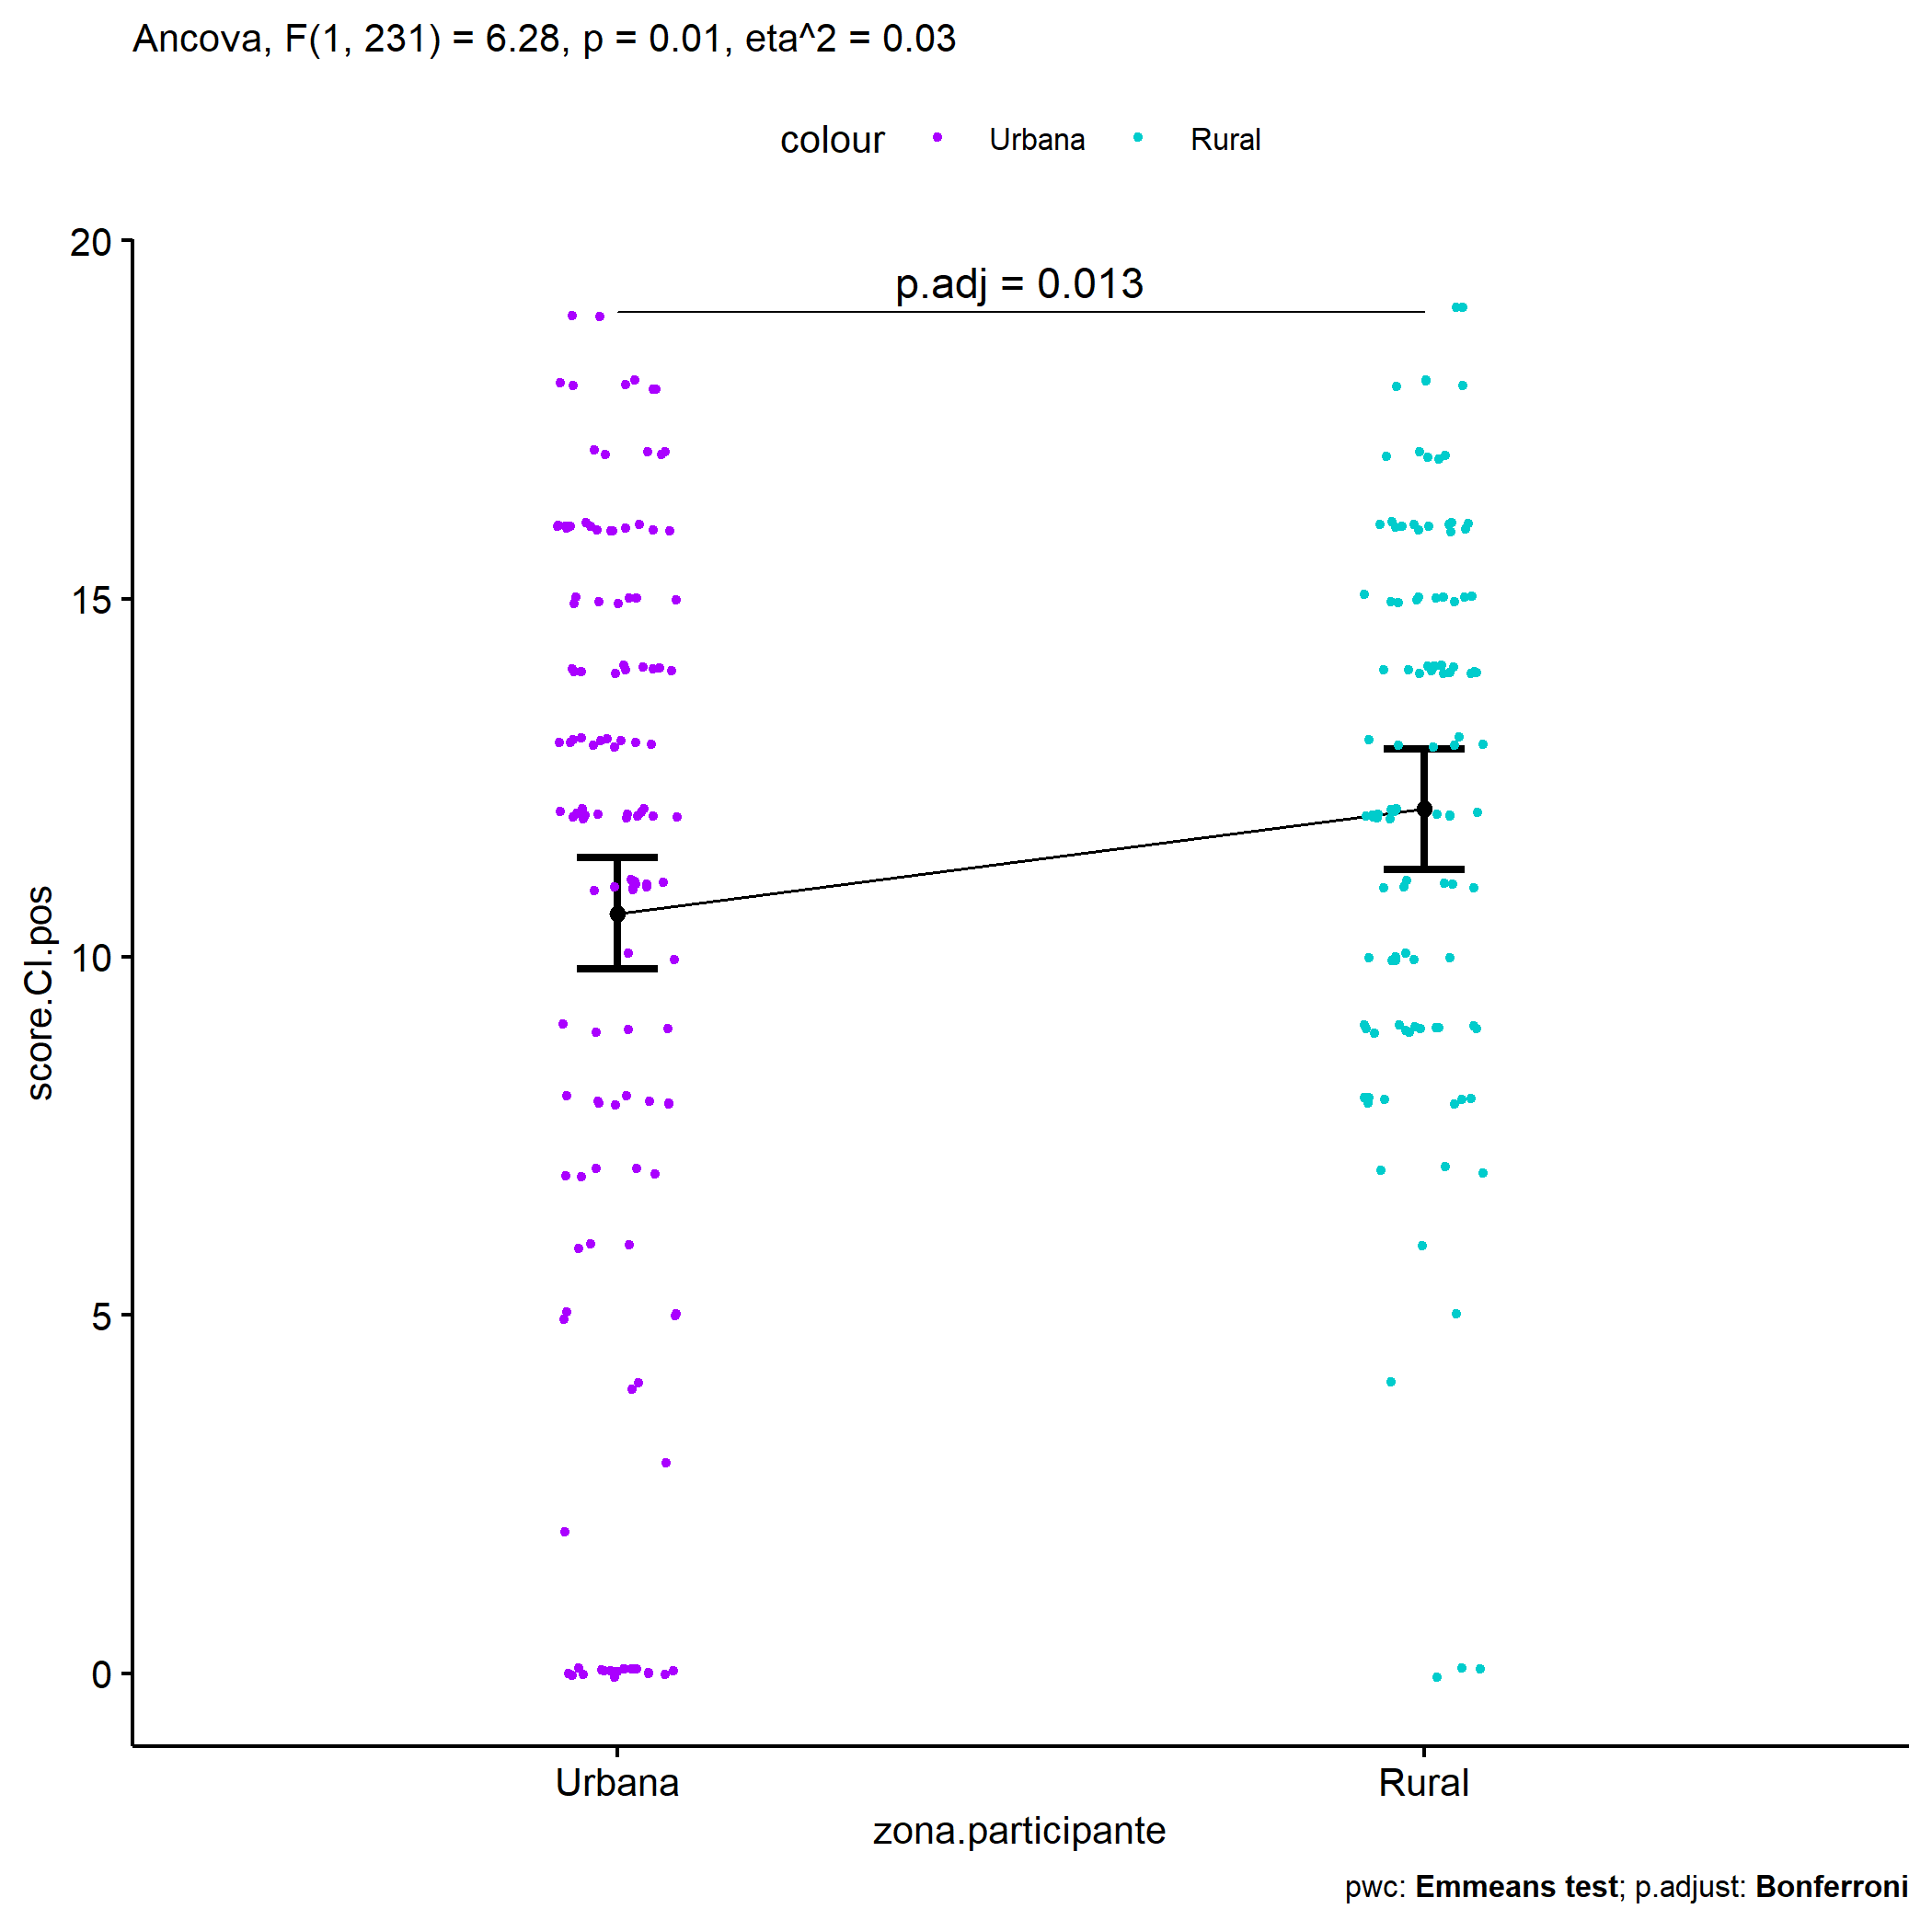 Ancova, F(1, 231) = 6.28, p = 0.01, eta^2 = 0.03
colour Urbana Rural
20
p.adj = 0.013
15
10
5
0
score.CI.pos
Urbana Rural
zona.participante
pwc: Emmeans test; p.adjust: Bonferroni